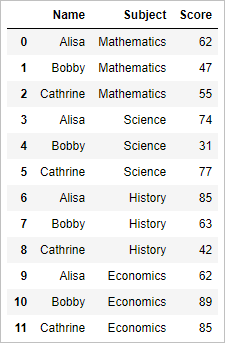 Name Subject Score
0 Alisa Mathematics 62
1 Bobby Mathematics 47
2 Cathrine Mathematics 55
3 Alisa Science 74
4 Bobby Science 31
5 Cathrine Science 77
6 Alisa History 85
7 Bobby History 63
8 Cathrine History 42
9 Alisa Economics 62
10 Bobby Economics 89
11 Cathrine Economics 85